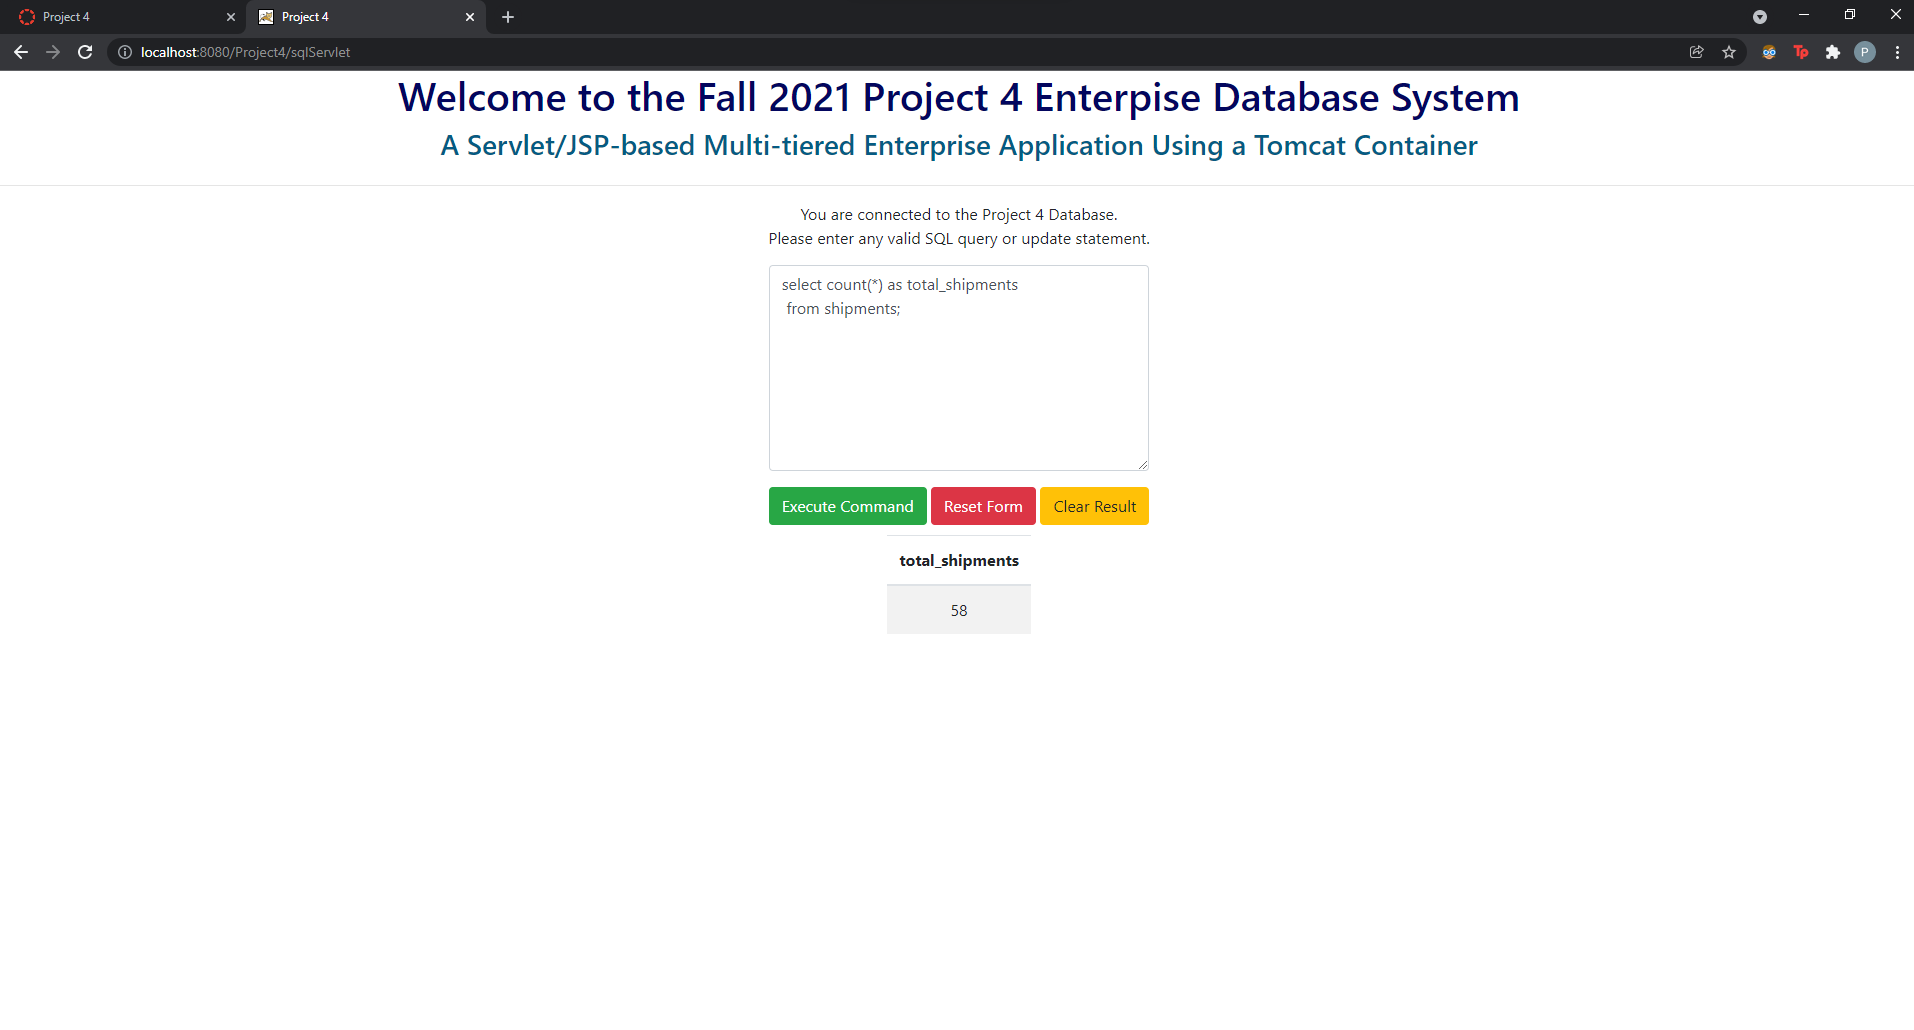 Project 4
Project 4
localhost:8080/Project4/sqlServlet
Tp
P
Welcome to the Fall 2021 Project 4 Enterpise Database System
A Servlet/JSP-based Multi-tiered Enterprise Application Using a Tomcat Container
You are connected to the Project 4 Database.
Please enter any valid SQL query or update statement.
select count(*) as total_shipments
from shipments;
Execute Command Reset Form Clear Result
total_shipments
58